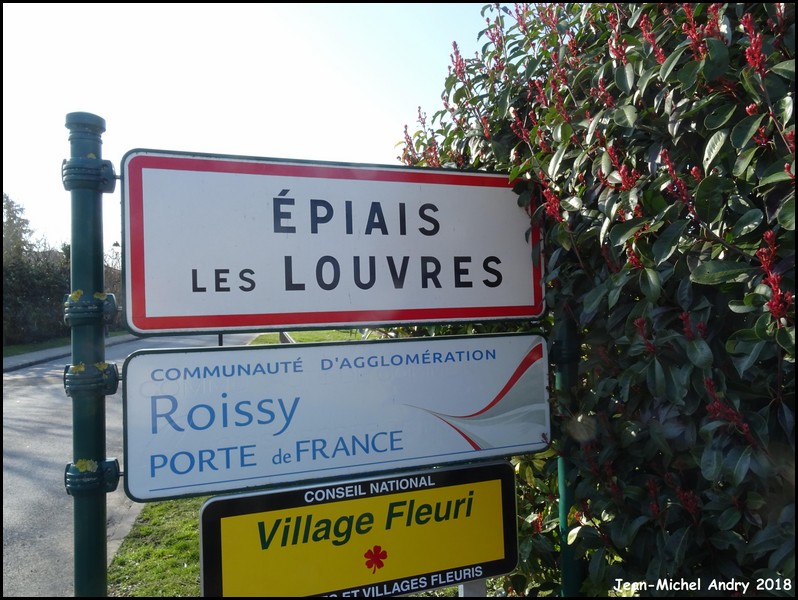 ÉPIAIS
LES LOUVRES
COMMUNAUTÉ D'AGGLOMÉRATION
Roissy
PORTE de FRANCE
CONSEIL NATIONAL
Village Fleuri
ES ET VILLAGES FLEURIS
Jean-Michel Andry 2018